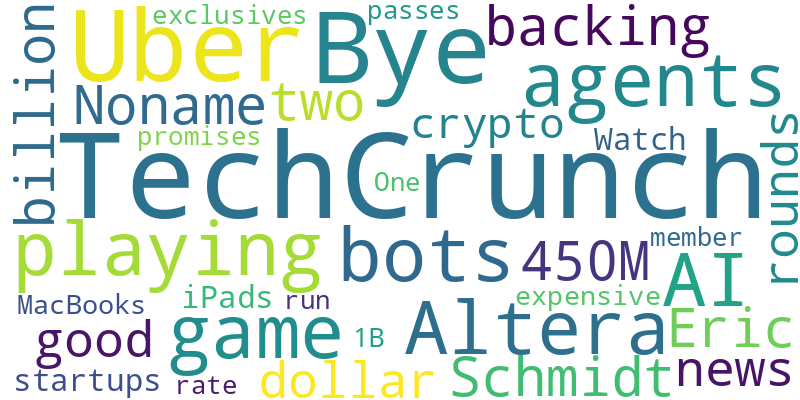 billion
exclusives
passes
Uber
Bye
backing
agents
Noname
two
crypto
Watch
promises
TechCrunch
One
rounds
playing
bots
450M
member
AI
MacBooks
iPads
run
expensive
good
game
1B
Altera
Eric
startups
rate
dollar
Schmidt
news